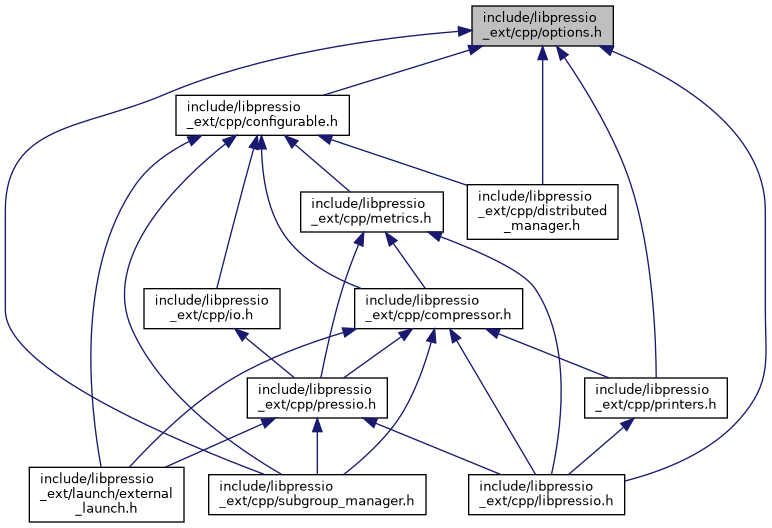 include/libpressio
_ext/cpp/options.h
include/libpressio
_ext/cpp/configurable.h
include/libpressio
_ext/cpp/metrics.h
include/libpressio
_ext/cpp/distributed
_manager.h
include/libpressio
_ext/cpp/io.h
include/libpressio
_ext/cpp/compressor.h
include/libpressio
_ext/cpp/pressio.h
include/libpressio
_ext/cpp/printers.h
include/libpressio
_ext/launch/external
_launch.h
include/libpressio
_ext/cpp/subgroup_manager.h
include/libpressio
_ext/cpp/libpressio.h